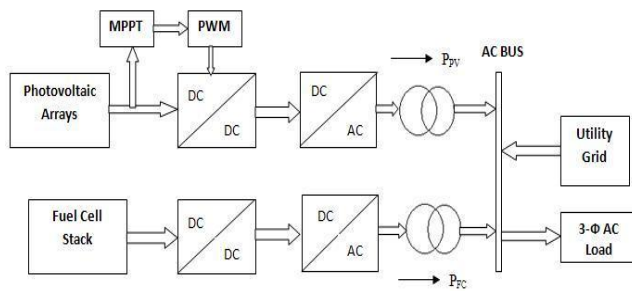 MPPT
PWM
P_PV
AC BUS
Photovoltaic
Arrays
DC
DC
DC
AC
Utility
Grid
Fuel Cell
Stack
DC
DC
DC
AC
3-Φ AC
Load
P_FC